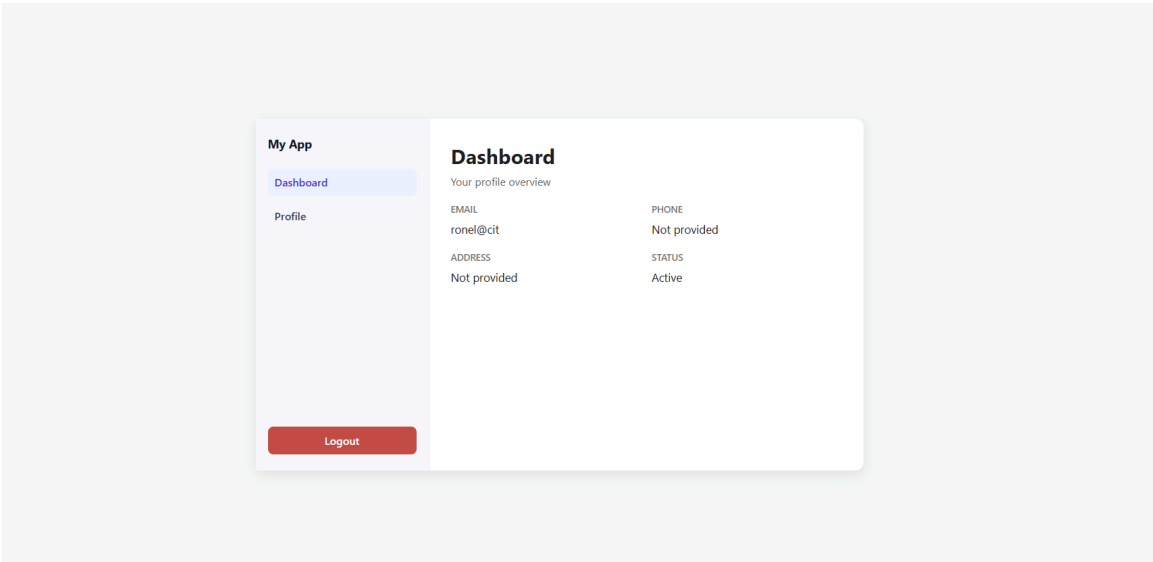 My App
Dashboard
Profile
Logout
Dashboard
Your profile overview
EMAIL
ronel@cit
PHONE
Not provided
ADDRESS
Not provided
STATUS
Active